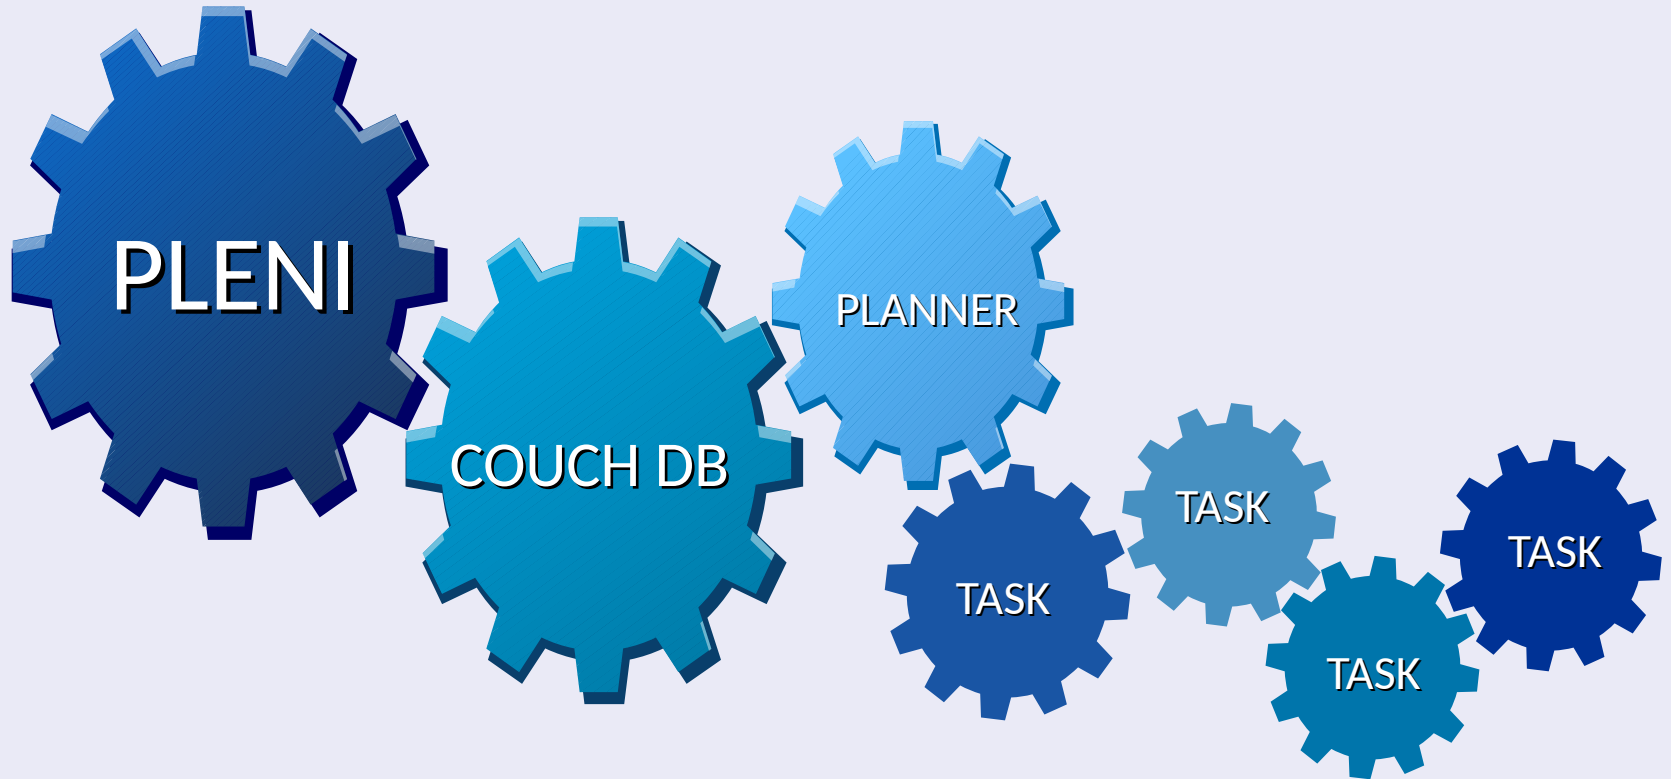 PLENI
COUCH DB
PLANNER
TASK
TASK
TASK
TASK